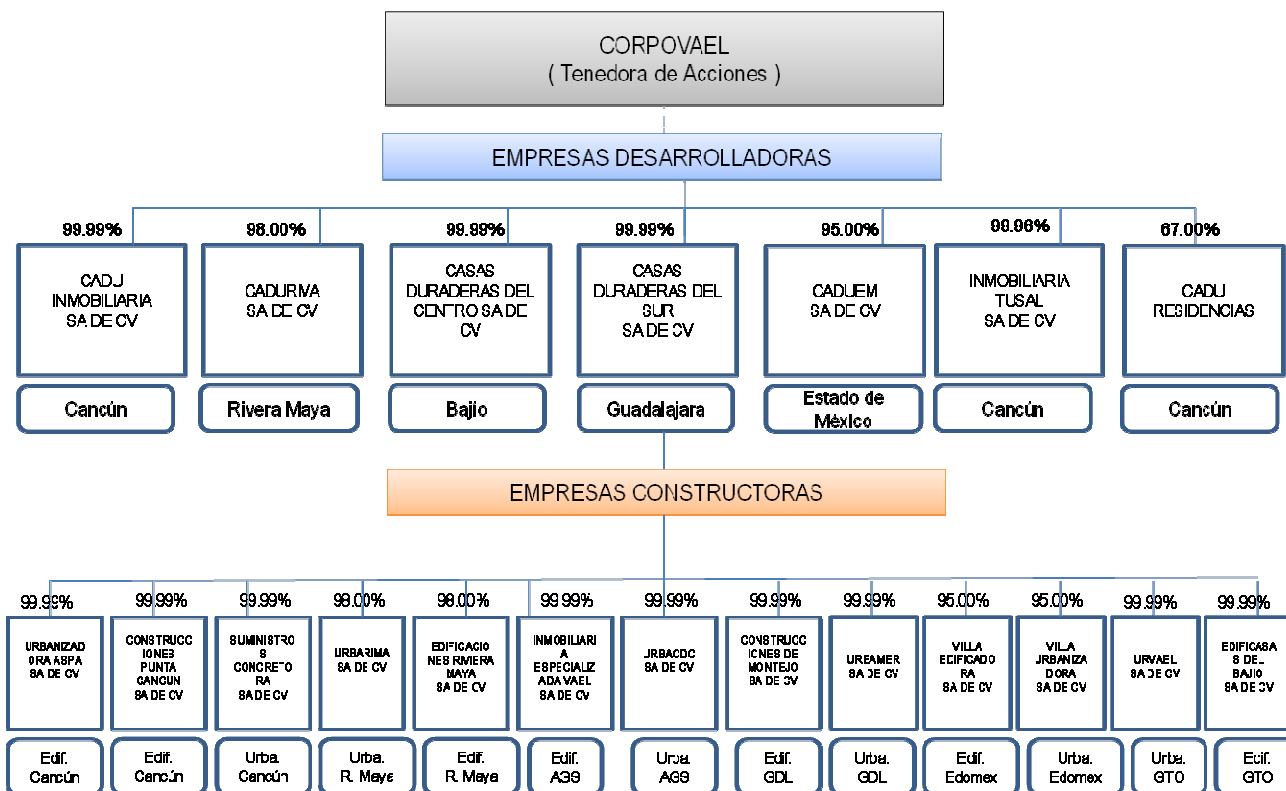 CORPOVAEL
( Tenedora de Acciones )
EMPRESAS DESARROLLADORAS
99.99%
98.00%
99.99%
99.99%
95.00%
67.00%
CADU
INMOBILIARIA
SA DE CV
CADURMA
SA DE CV
CASAS
DURADERAS DEL
CENTRO SA DE
CV
CASAS
DURADERAS DEL
SUR
SA DE CV
CADUEM
SA DE CV
INMOBILIARIA
TUSAL
SA DE CV
CADU
RESIDENCIAS
Cancún
Rivera Maya
Bajio
Guadalajara
Estado de
México
Cancún
Cancún
EMPRESAS CONSTRUCTORAS
99.99%
99.99%
99.99%
98.00%
98.00%
99.99%
99.99%
99.99%
99.99%
95.00%
95.00%
99.99%
99.99%
URBANIZAD
ORA ASPA
SA DE CV
CONSTRUCC
IONES
PUNTA
CANCUN
SA DE CV
SUMINISTRO
S
CONCRETO
RA
SA DE CV
URBARIMA
SA DE CV
EDIFICACIO
NES RIVIERA
MAYA
SA DE CV
INMOBILIARI
A
ESPECIALIZ
ADA VAEL
SA DE CV
URBACDC
SA DE CV
CONSTRUCC
IONES DE
MONTEJO
SA DE CV
URBAMER
SA DE CV
VILLA
EDIFICADO
RA
SA DE CV
VILLA
URBANIZA
DORA
SA DE CV
URVAEL
SA DE CV
EDIFICASA
S DEL
BAJIO
SA DE CV
Edif.
Cancún
Edif.
Cancún
Urba.
Cancún
Urba.
R. Maya
Edif.
R. Maya
Edif.
AGS
Urba.
AGS
Edif.
GDL
Urba.
GDL
Edif.
Edomex
Urba.
Edomex
Urba.
GTO
Edif.
GTO